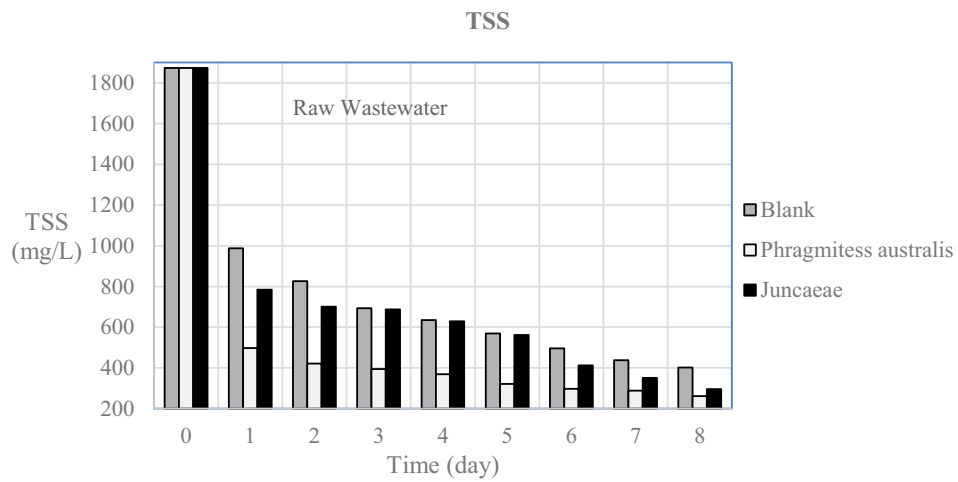 TSS
1800
1600
1400
1200
1000
800
600
400
200
TSS
(mg/L)
Raw Wastewater
0 1 2 3 4 5 6 7 8
Time (day)
Blank
Phragmitess australis
Juncaeae